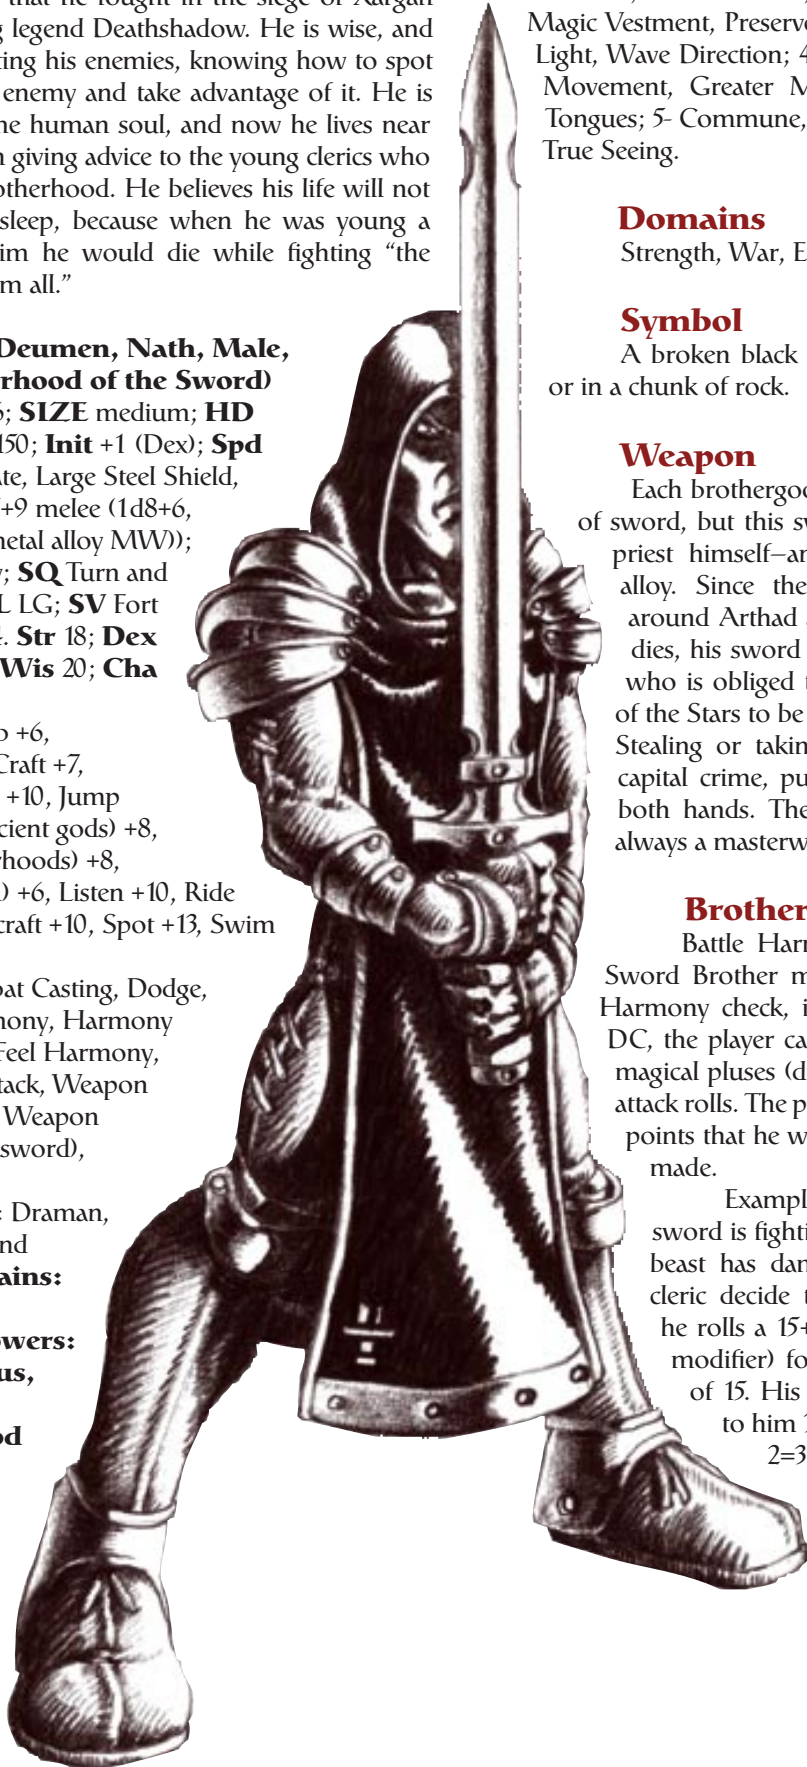 that he fought in the siege of Xargan
legend Deathshadow. He is wise, and
king his enemies, knowing how to spot
enemy and take advantage of it. He is
he human soul, and now he lives near
n giving advice to the young clerics who
otherhood. He believes his life will not
sleep, because when he was young a
im he would die while fighting “the
m all.”
Deumen, Nath, Male,
rhood of the Sword)
; SIZE medium; HD
150; Init +1 (Dex); Spd
te, Large Steel Shield,
+9 melee (1d8+6,
netal alloy MW));
; SQ Turn and
L LG; SV Fort
. Str 18; Dex
Wis 20; Cha
b +6,
Craft +7,
+10, Jump
cient gods) +8,
rhoods) +8,
) +6, Listen +10, Ride
craft +10, Spot +13, Swim
bat Casting, Dodge,
mony, Harmony
Feel Harmony,
tack, Weapon
Weapon
sword),
: Draman,
nd
ains:
owers:
us,
od
Magic Vestment, Preserve
Light, Wave Direction; 4
Movement, Greater M
Tongues; 5- Commune,
True Seeing.
Domains
Strength, War, E
Symbol
A broken black
or in a chunk of rock.
Weapon
Each brothergoo
of sword, but this sw
priest himself—an
alloy. Since the
around Arthad
dies, his sword
who is obliged t
of the Stars to be
Stealing or takin
capital crime, pu
both hands. The
always a masterw
Brother
Battle Harn
Sword Brother m
Harmony check, i
DC, the player ca
magical pluses (d
attack rolls. The p
points that he w
made.
Exampl
sword is fighti
beast has dan
cleric decide t
he rolls a 15+
modifier) fo
of 15. His
to him
2=3